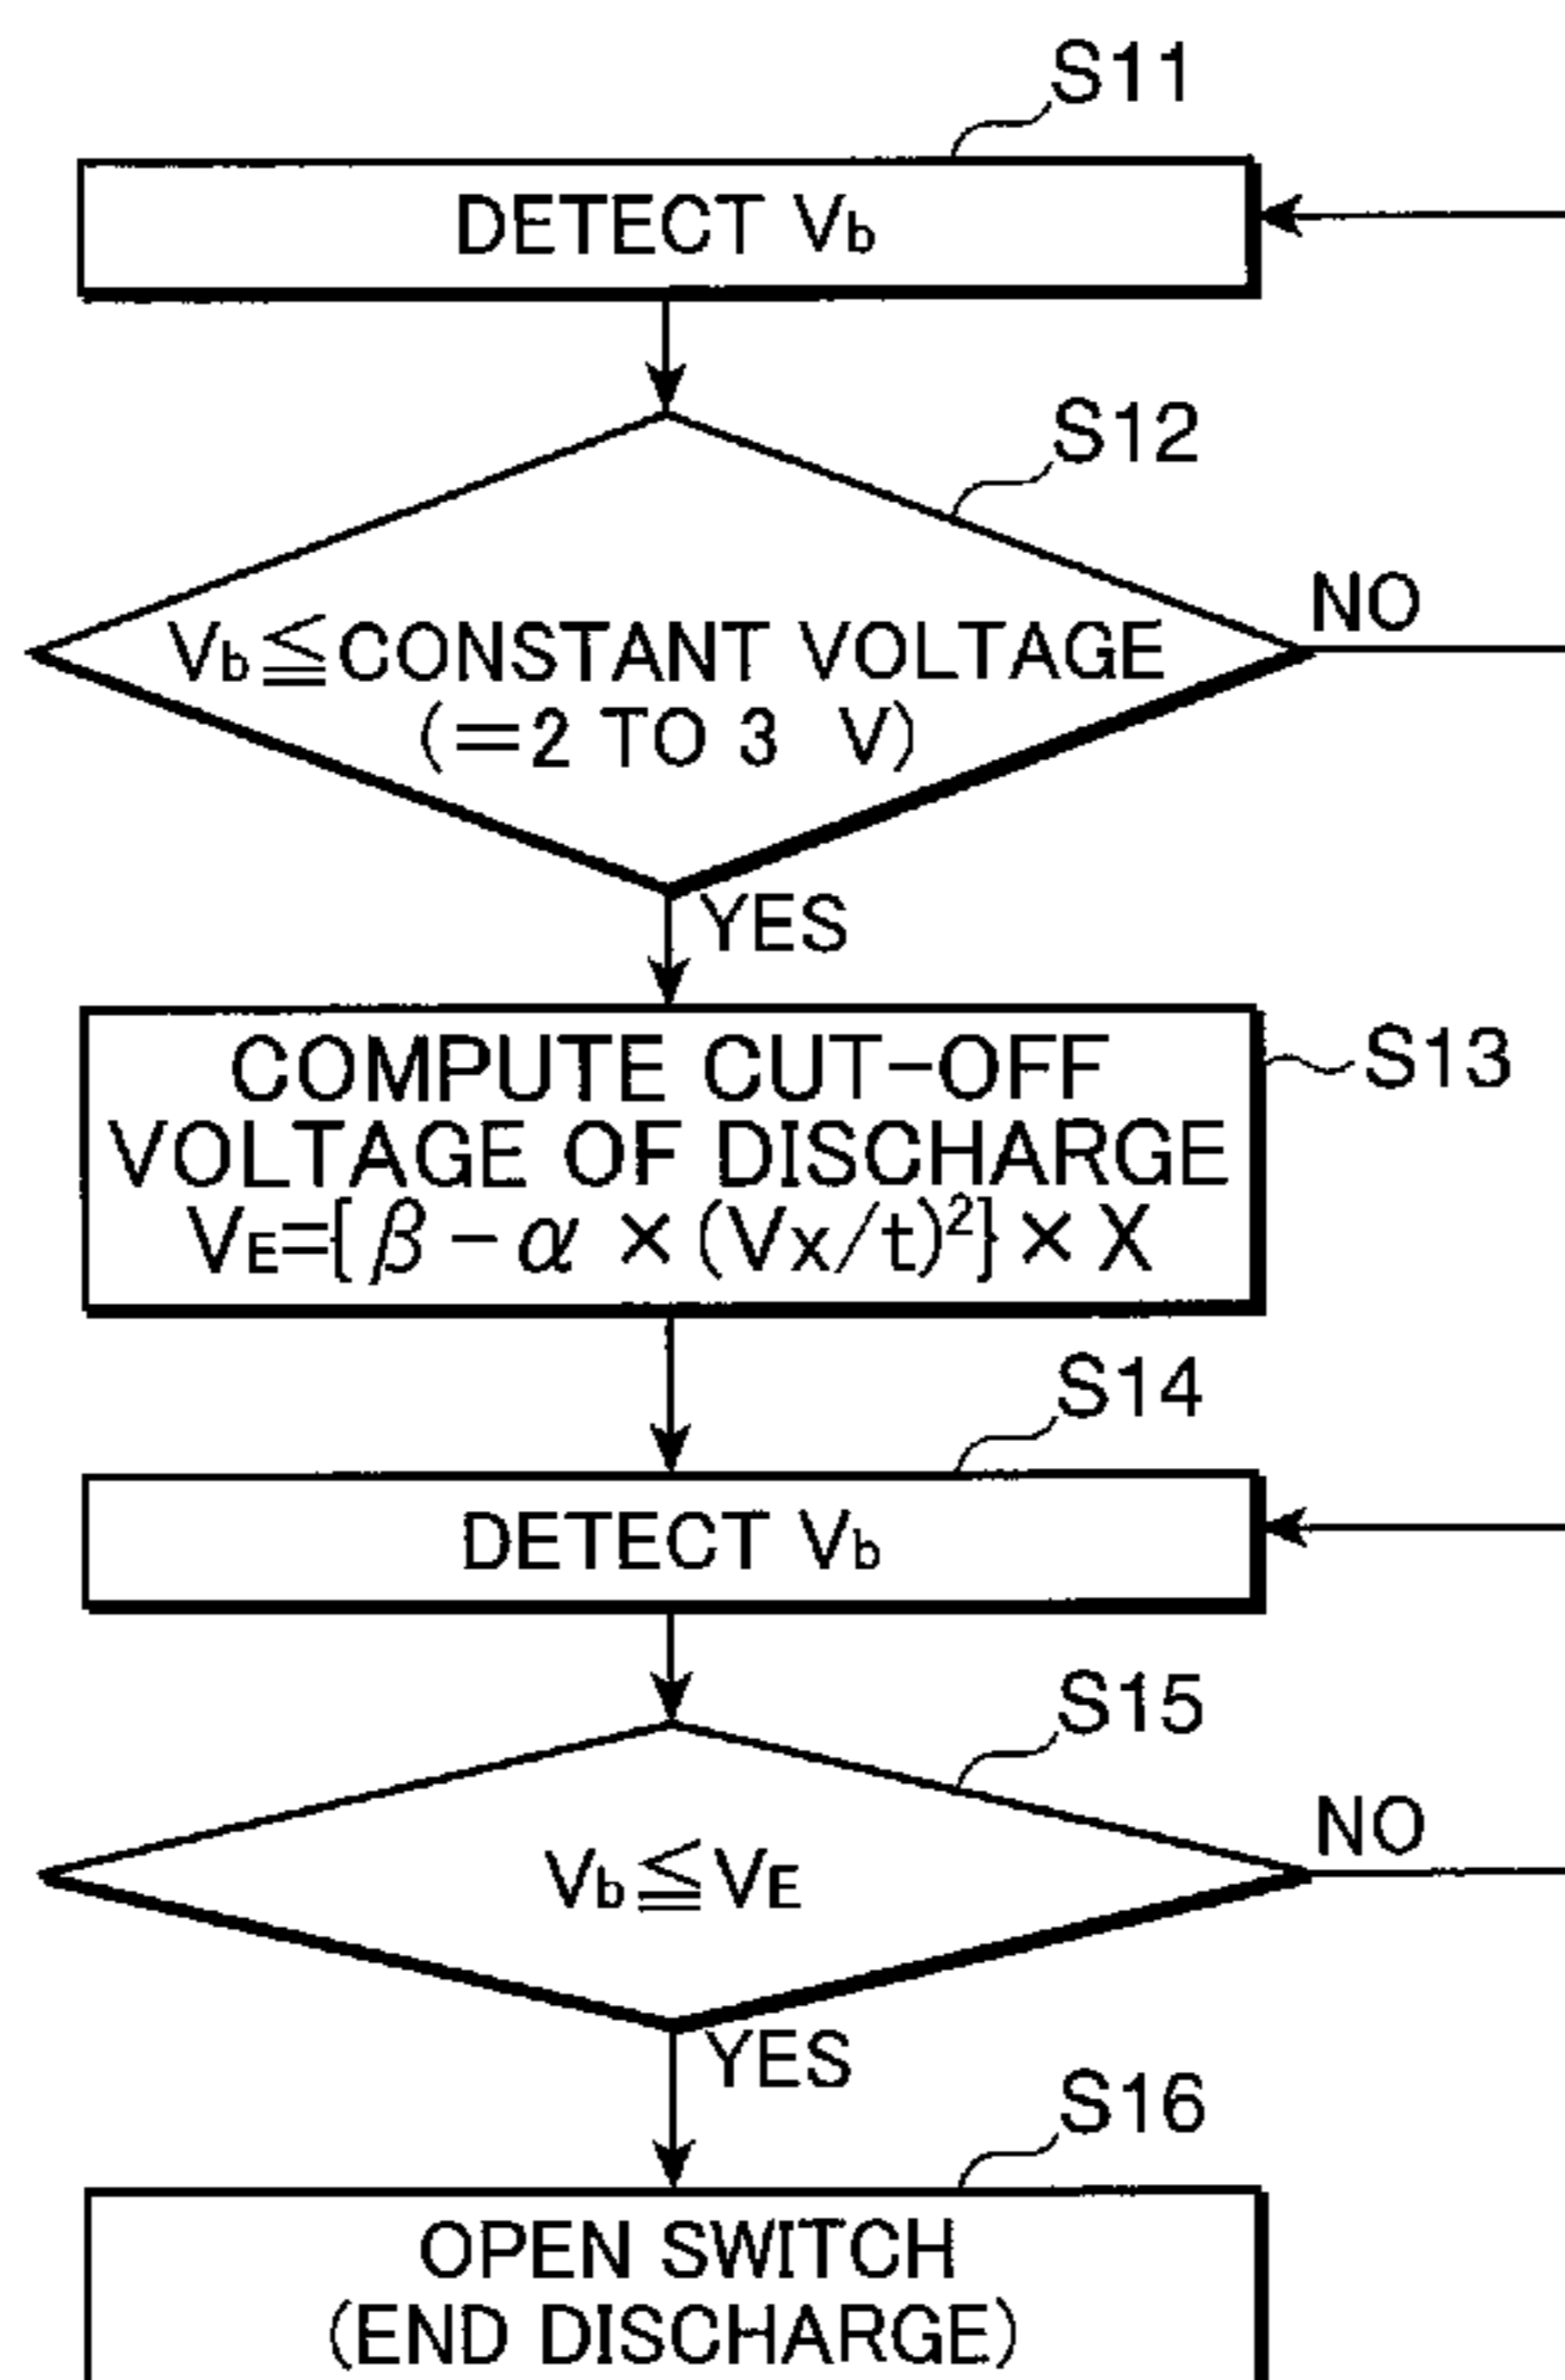 S11
DETECT Vb
S12
NO
Vb≦CONSTANT VOLTAGE
(=2 TO 3 V)
YES
COMPUTE CUT-OFF
S13
VOLTAGE OF DISCHARGE
VE={β-α×(Vx/t)²}×X
S14
DETECT Vb
S15
NO
Vb≦VE
YES
S16
OPEN SWITCH
(END DISCHARGE)